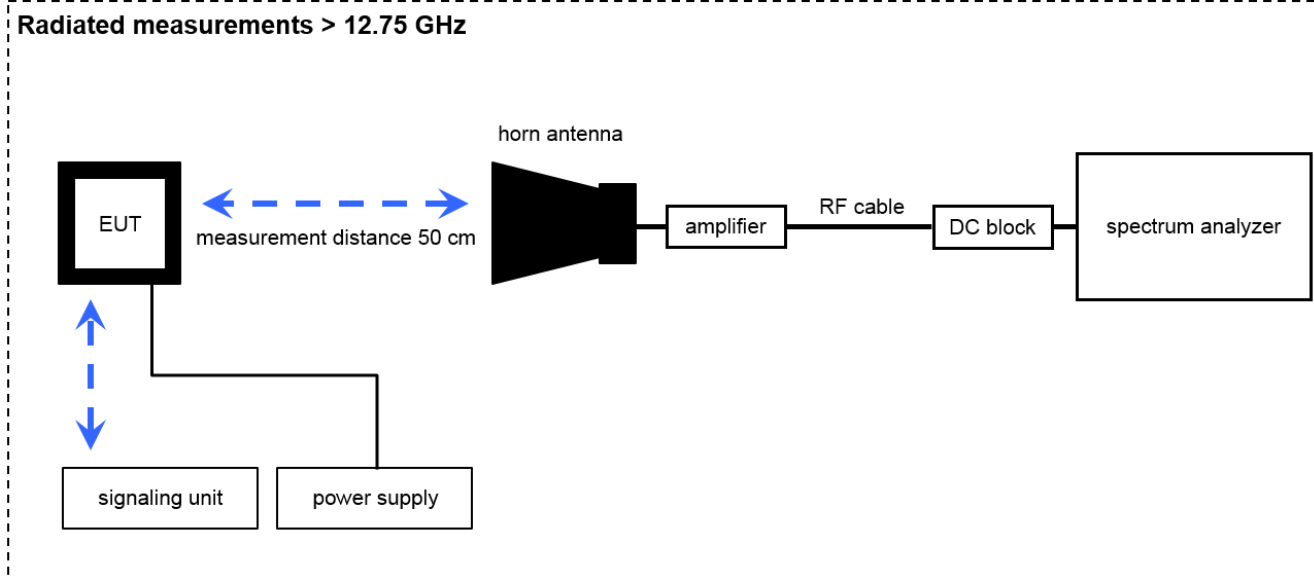 Radiated measurements > 12.75 GHz
horn antenna
EUT
measurement distance 50 cm
amplifier
RF cable
DC block
spectrum analyzer
signaling unit
power supply